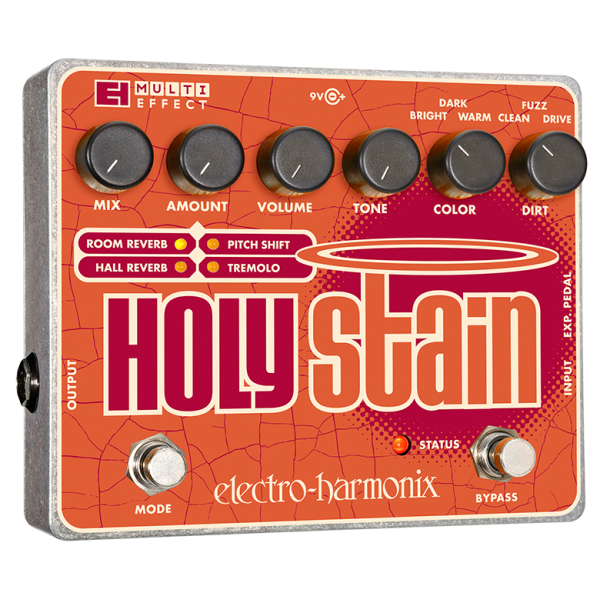 EH MULTI
EFFECT
9V
DARK
BRIGHT WARM
FUZZ
CLEAN DRIVE
MIX AMOUNT VOLUME TONE COLOR DIRT
ROOM REVERB PITCH SHIFT
HALL REVERB TREMOLO
HOLY Stain
OUTPUT
INPUT EXP. PEDAL
STATUS
MODE
electro-harmonix
BYPASS